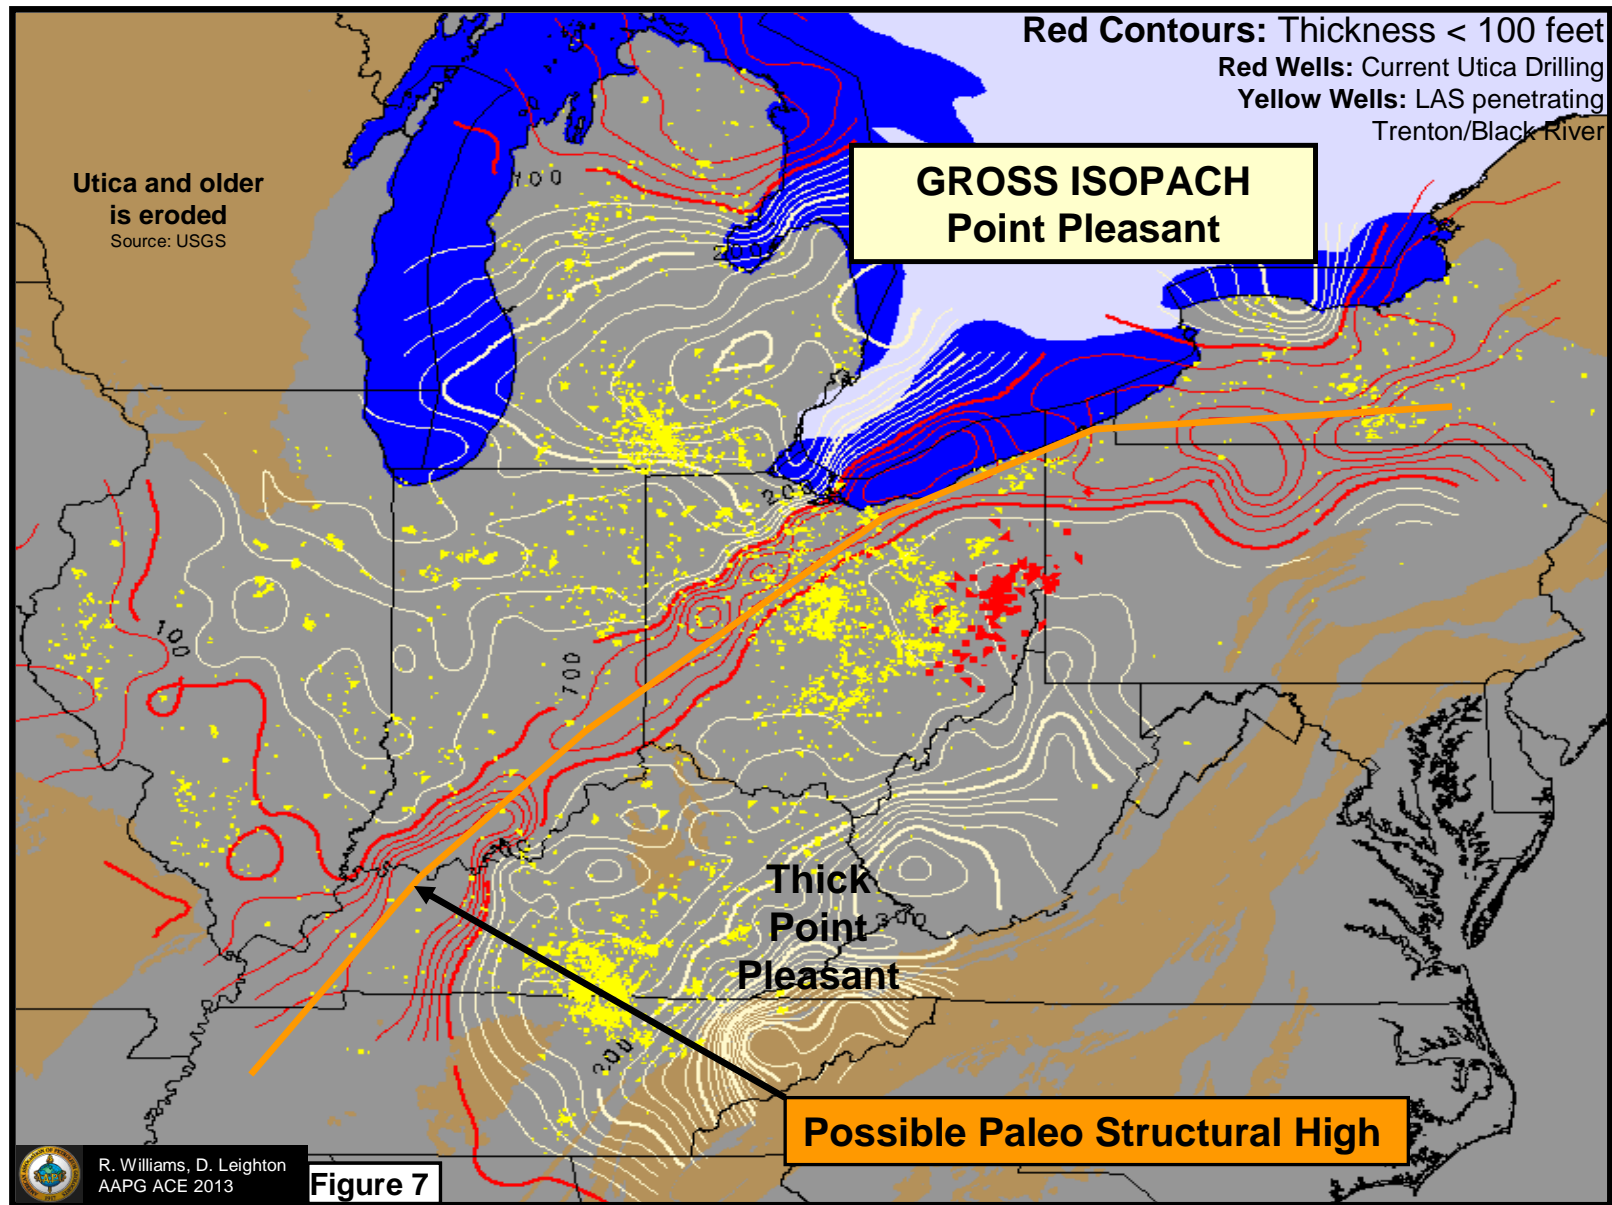 Red Contours: Thickness < 100 feet
Red Wells: Current Utica Drilling
Yellow Wells: LAS penetrating
Trenton/Black River
GROSS ISOPACH
Point Pleasant
Utica and older
is eroded
Source: USGS
100
200
100
100
Thick
Point
Pleasant
300
200
Possible Paleo Structural High
R. Williams, D. Leighton
AAPG ACE 2013
Figure 7